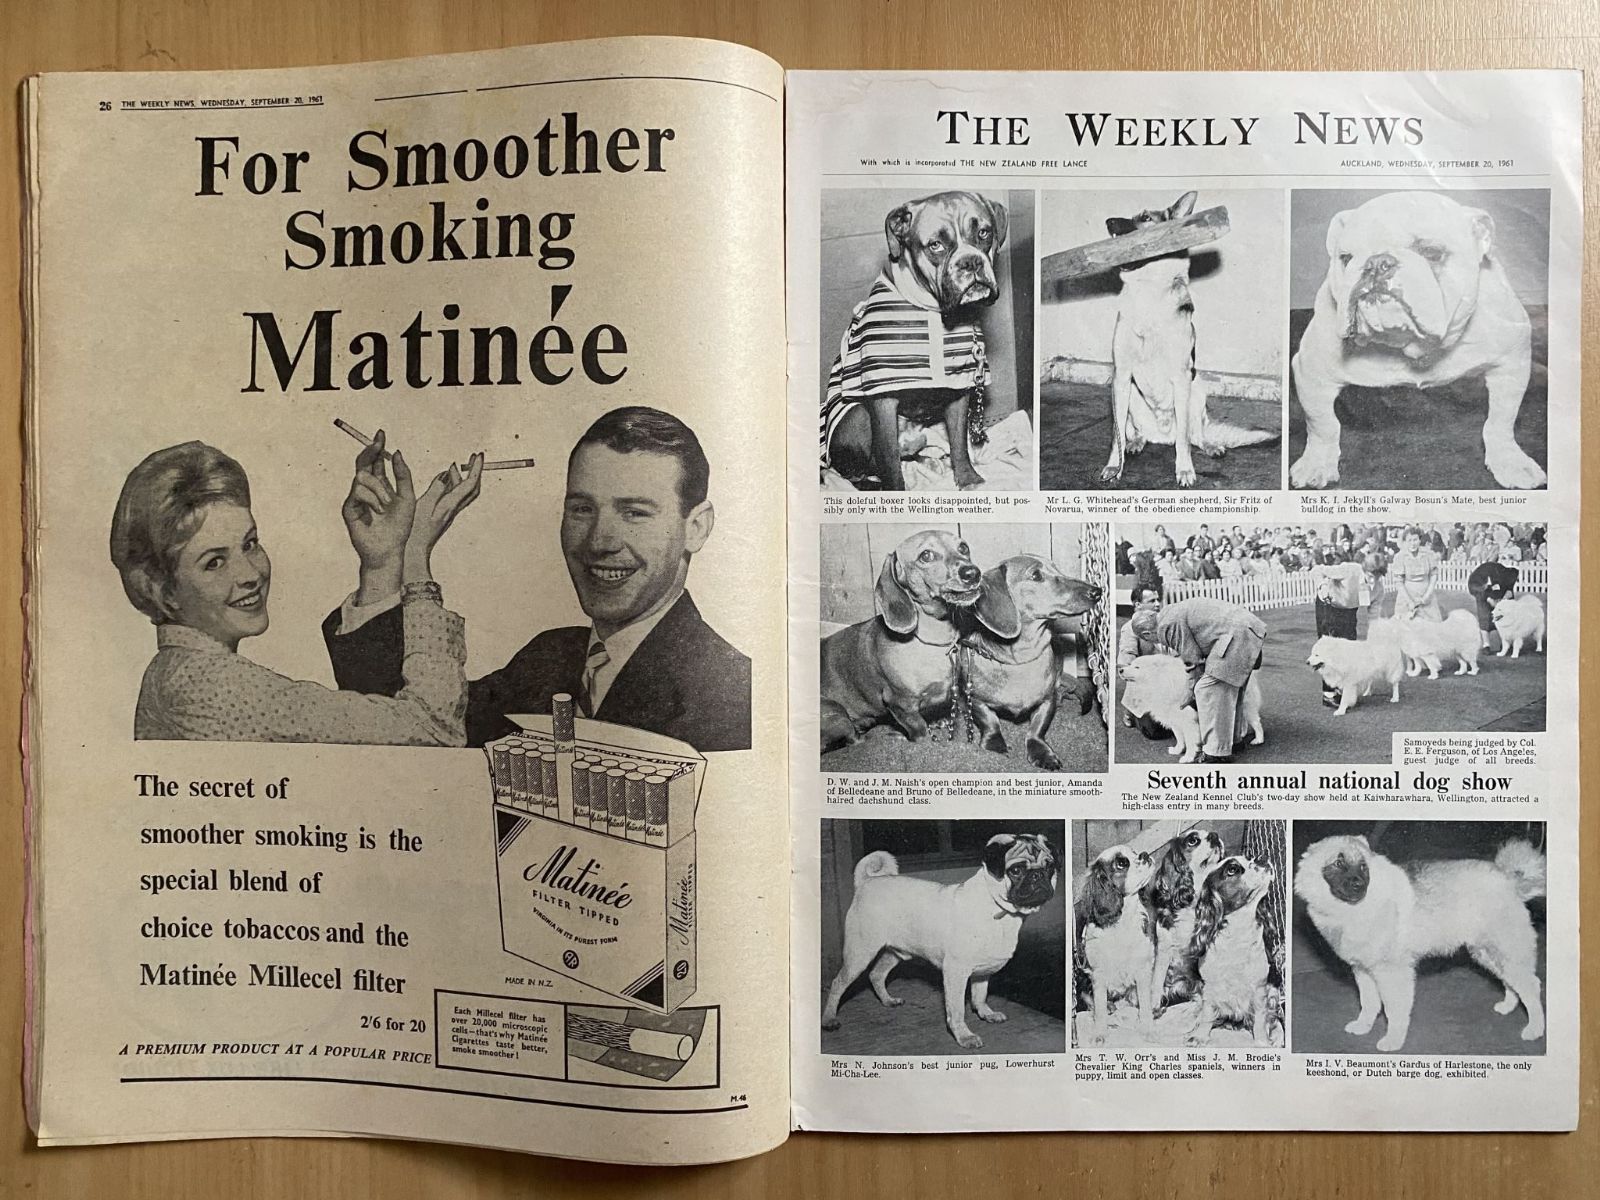 26 THE WEEKLY NEWS, WEDNESDAY, SEPTEMBER 20, 1961
For Smoother
Smoking
Matinée
The secret of
smoother smoking is the
special blend of
choice tobaccos and the
Matinée Millecel filter
2'6 for 20
A PREMIUM PRODUCT AT A POPULAR PRICE
Matinée
FILTER TIPPED
VIRGINIA IN ITS PUREST FORM
Matinée
MADE IN N.Z.
Each Millecel filter has
over 20,000 microscopic
cells—that's why Matinée
Cigarettes taste better,
smoke smoother!
M.46
THE WEEKLY NEWS
With which is incorporated THE NEW ZEALAND FREE LANCE
AUCKLAND, WEDNESDAY, SEPTEMBER 20, 1961
This doleful boxer looks disappointed, but pos-
sibly only with the Wellington weather.
Mr L. G. Whitehead's German shepherd, Sir Fritz of
Novarua, winner of the obedience championship.
Mrs K. I. Jekyll's Galway Bosun's Mate, best junior
bulldog in the show.
D. W. and J. M. Naish's open champion and best junior, Amanda
of Belledeane and Bruno of Belledeane, in the miniature smooth-
haired dachshund class.
Samoyeds being judged by Col.
E. E. Ferguson, of Los Angeles,
guest judge of all breeds.
Seventh annual national dog show
The New Zealand Kennel Club's two-day show held at Kaiwharawhara, Wellington, attracted a
high-class entry in many breeds.
Mrs N. Johnson's best junior pug, Lowerhurst
Mi-Cha-Lee.
Mrs T. W. Orr's and Miss J. M. Brodie's
Chevalier King Charles spaniels, winners in
puppy, limit and open classes.
Mrs I. V. Beaumont's Gardus of Harlestone, the only
keeshond, or Dutch barge dog, exhibited.